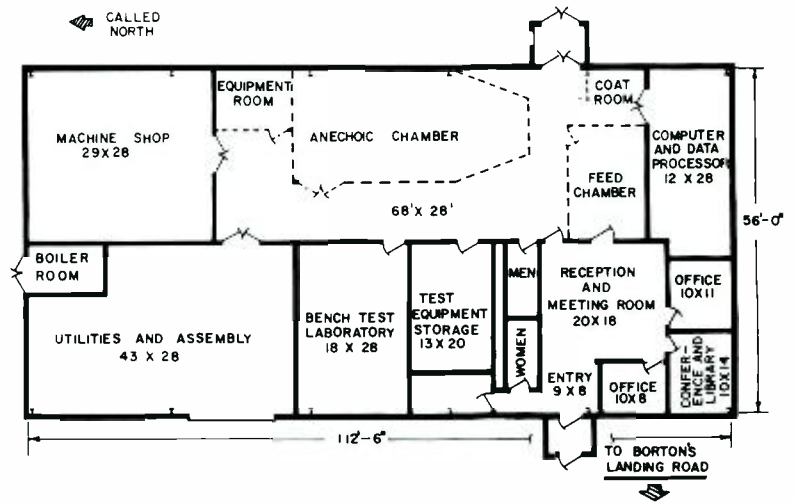 CALLED
NORTH
EQUIPMENT
ROOM
COAT
ROOM
MACHINE SHOP
29X28
ANECHOIC CHAMBER
COMPUTER
AND DATA
PROCESSOR
12 X 28
FEED
CHAMBER
68' X 28'
56'-0"
BOILER
ROOM
MEN
RECEPTION
AND
MEETING ROOM
20X18
OFFICE
10X11
UTILITIES AND ASSEMBLY
43 X 28
BENCH TEST
LABORATORY
18 X 28
TEST
EQUIPMENT
STORAGE
13X20
WOMEN
ENTRY
9X8
OFFICE
10X8
CONFER-
ENCE AND
LIBRARY
10X14
112'-6"
TO BORTON'S
LANDING ROAD